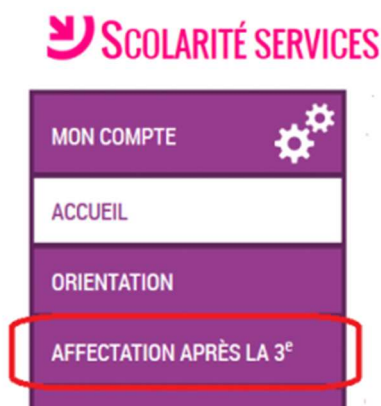 SCOLARITÉ SERVICES
MON COMPTE
ACCUEIL
ORIENTATION
AFFECTATION APRÈS LA 3e